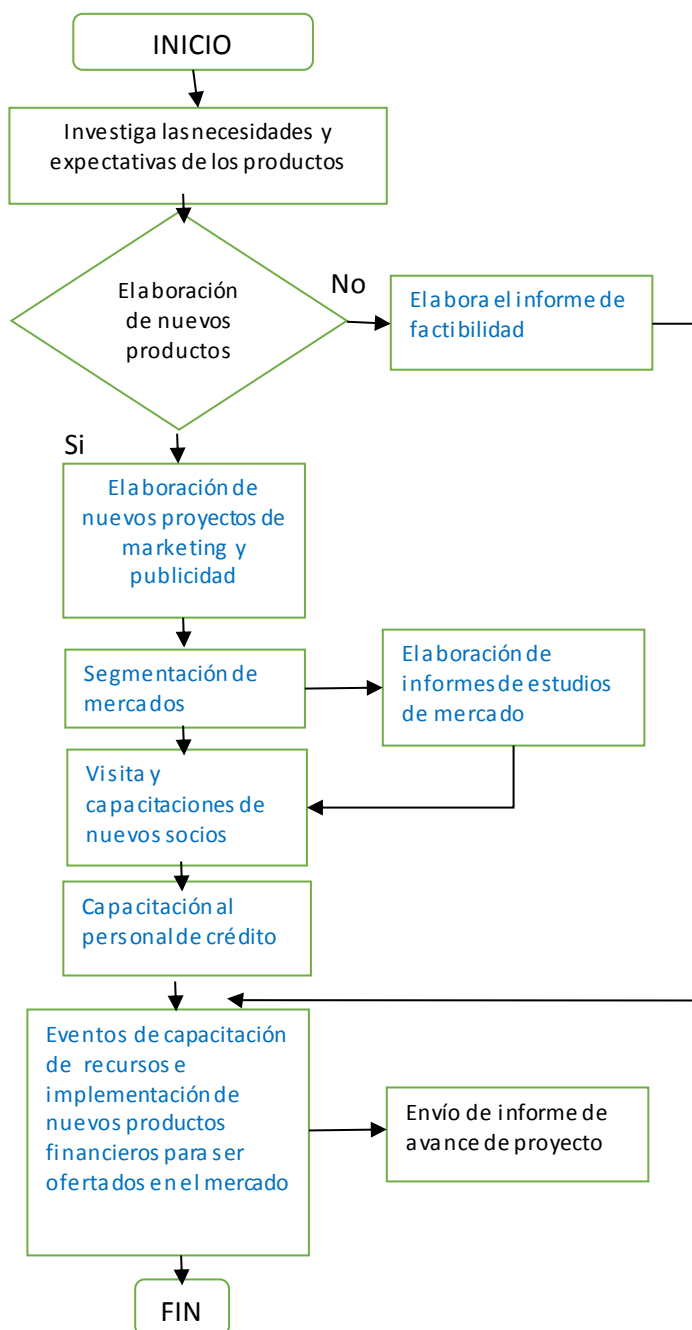 INICIO
Investiga las necesidades y
expectativas de los productos
Elaboración
de nuevos
productos
No
Elabora el informe de
factibilidad
Si
Elaboración de
nuevos proyectos de
marketing y
publicidad
Segmentación de
mercados
Elaboración de
informes de estudios
de mercado
Visita y
capacitaciones de
nuevos socios
Capacitación al
personal de crédito
Eventos de capacitación
de recursos e
implementación de
nuevos productos
financieros para ser
ofertados en el mercado
Envío de informe de
avance de proyecto
FIN